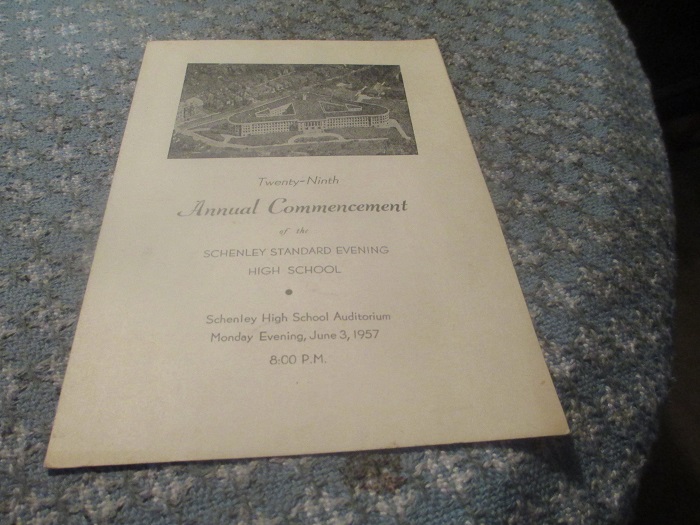 Twenty-Ninth
Annual Commencement
of the
SCHENLEY STANDARD EVENING
HIGH SCHOOL
Schenley High School Auditorium
Monday Evening, June 3, 1957
8:00 P.M.